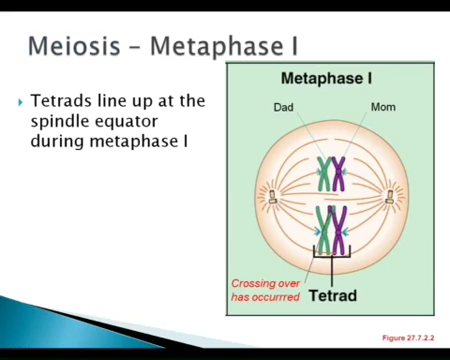 Meiosis – Metaphase I
Tetrads line up at the
spindle equator
during metaphase I
Metaphase I
Dad
Mom
Crossing over
has occurrred
Tetrad
Figure 27.7.2.2